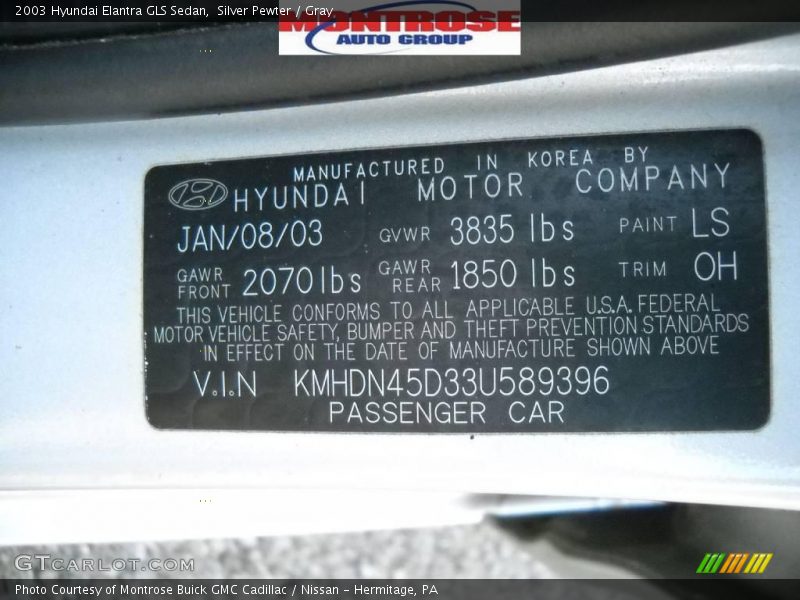 2003 Hyundai Elantra GLS Sedan,  Silver Pewter / Gray
MONTROSE
AUTO GROUP
MANUFACTURED IN KOREA BY
HYUNDAI MOTOR COMPANY
JAN/08/03 GVWR 3835 lbs PAINT LS
GAWR FRONT 2070 lbs GAWR REAR 1850 lbs TRIM OH
THIS VEHICLE CONFORMS TO ALL APPLICABLE U.S.A. FEDERAL
MOTOR VEHICLE SAFETY, BUMPER AND THEFT PREVENTION STANDARDS
IN EFFECT ON THE DATE OF MANUFACTURE SHOWN ABOVE
V.I.N KMHDN45D33U589396
PASSENGER CAR
GTCARLOT.COM
Photo Courtesy of Montrose Buick GMC Cadillac / Nissan - Hermitage, PA